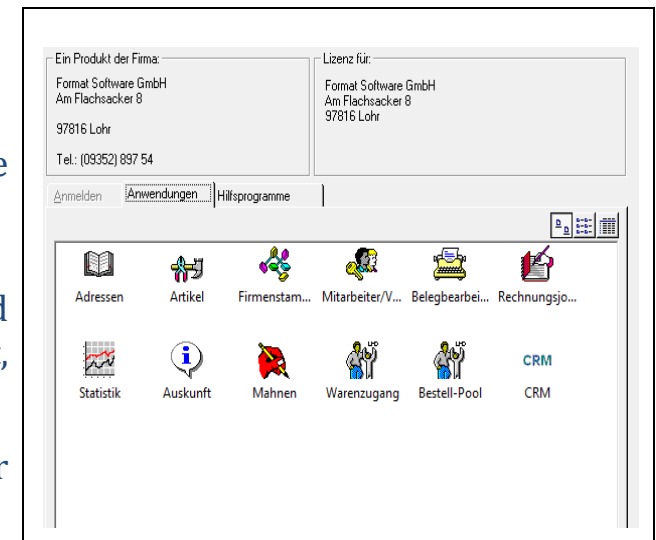 Ein Produkt der Firma:
Format Software GmbH
Am Flachsacker 8
97816 Lohr
Tel.: (09352) 897 54
Lizenz für:
Format Software GmbH
Am Flachsacker 8
97816 Lohr
e
d
,
r
Anmelden Anwendungen Hilfsprogramme
Adressen Artikel Firmenstam... Mitarbeiter/V... Belegbearbei... Rechnungsjo...
Statistik Auskunft Mahnen Warenzugang Bestell-Pool CRM CRM